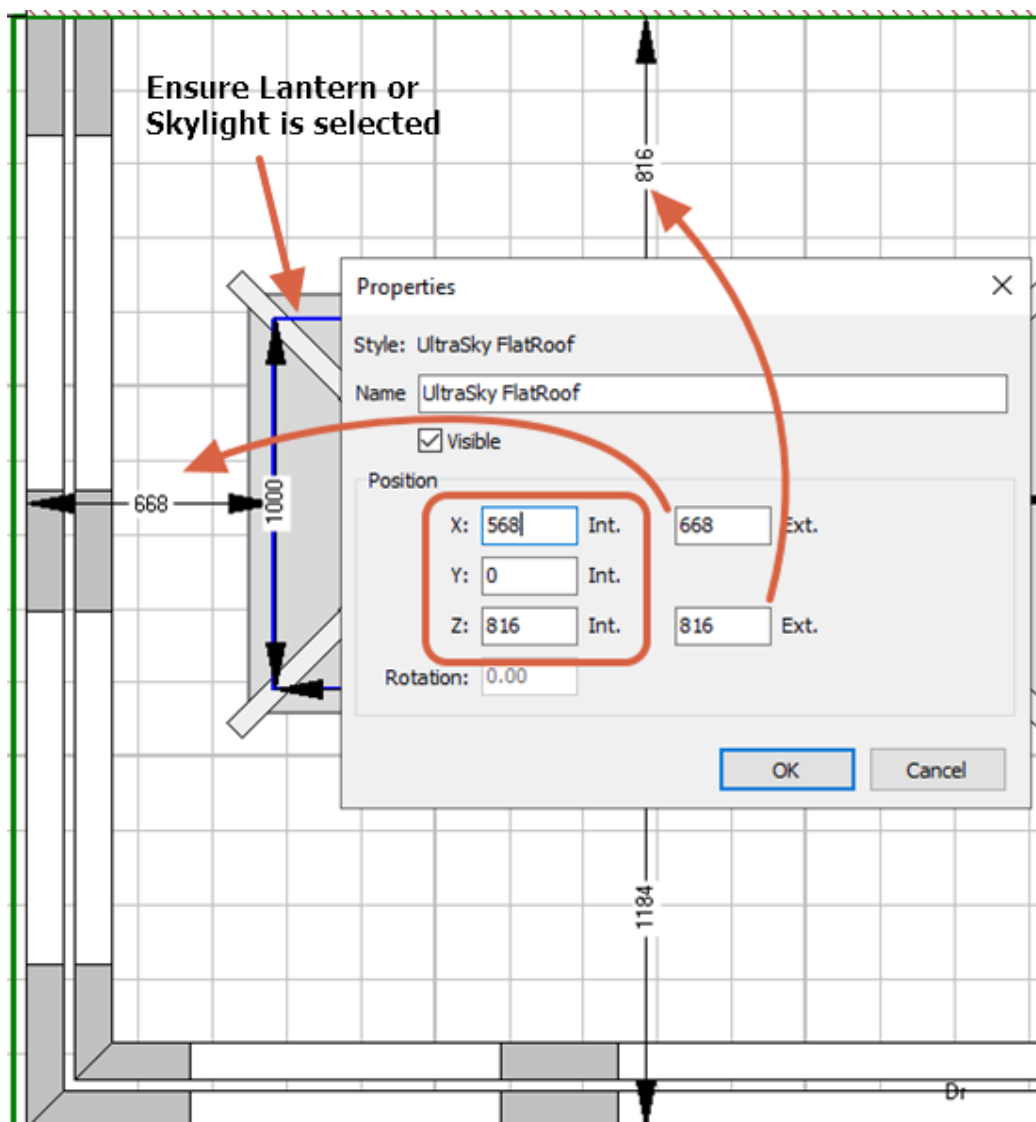 Ensure Lantern or
Skylight is selected
816
Properties
Style: UltraSky FlatRoof
Name UltraSky FlatRoof
Visible
Position
X: 568 Int. 668 Ext.
Y: 0 Int.
Z: 816 Int. 816 Ext.
Rotation: 0.00
OK Cancel
668
1000
1184
Dr